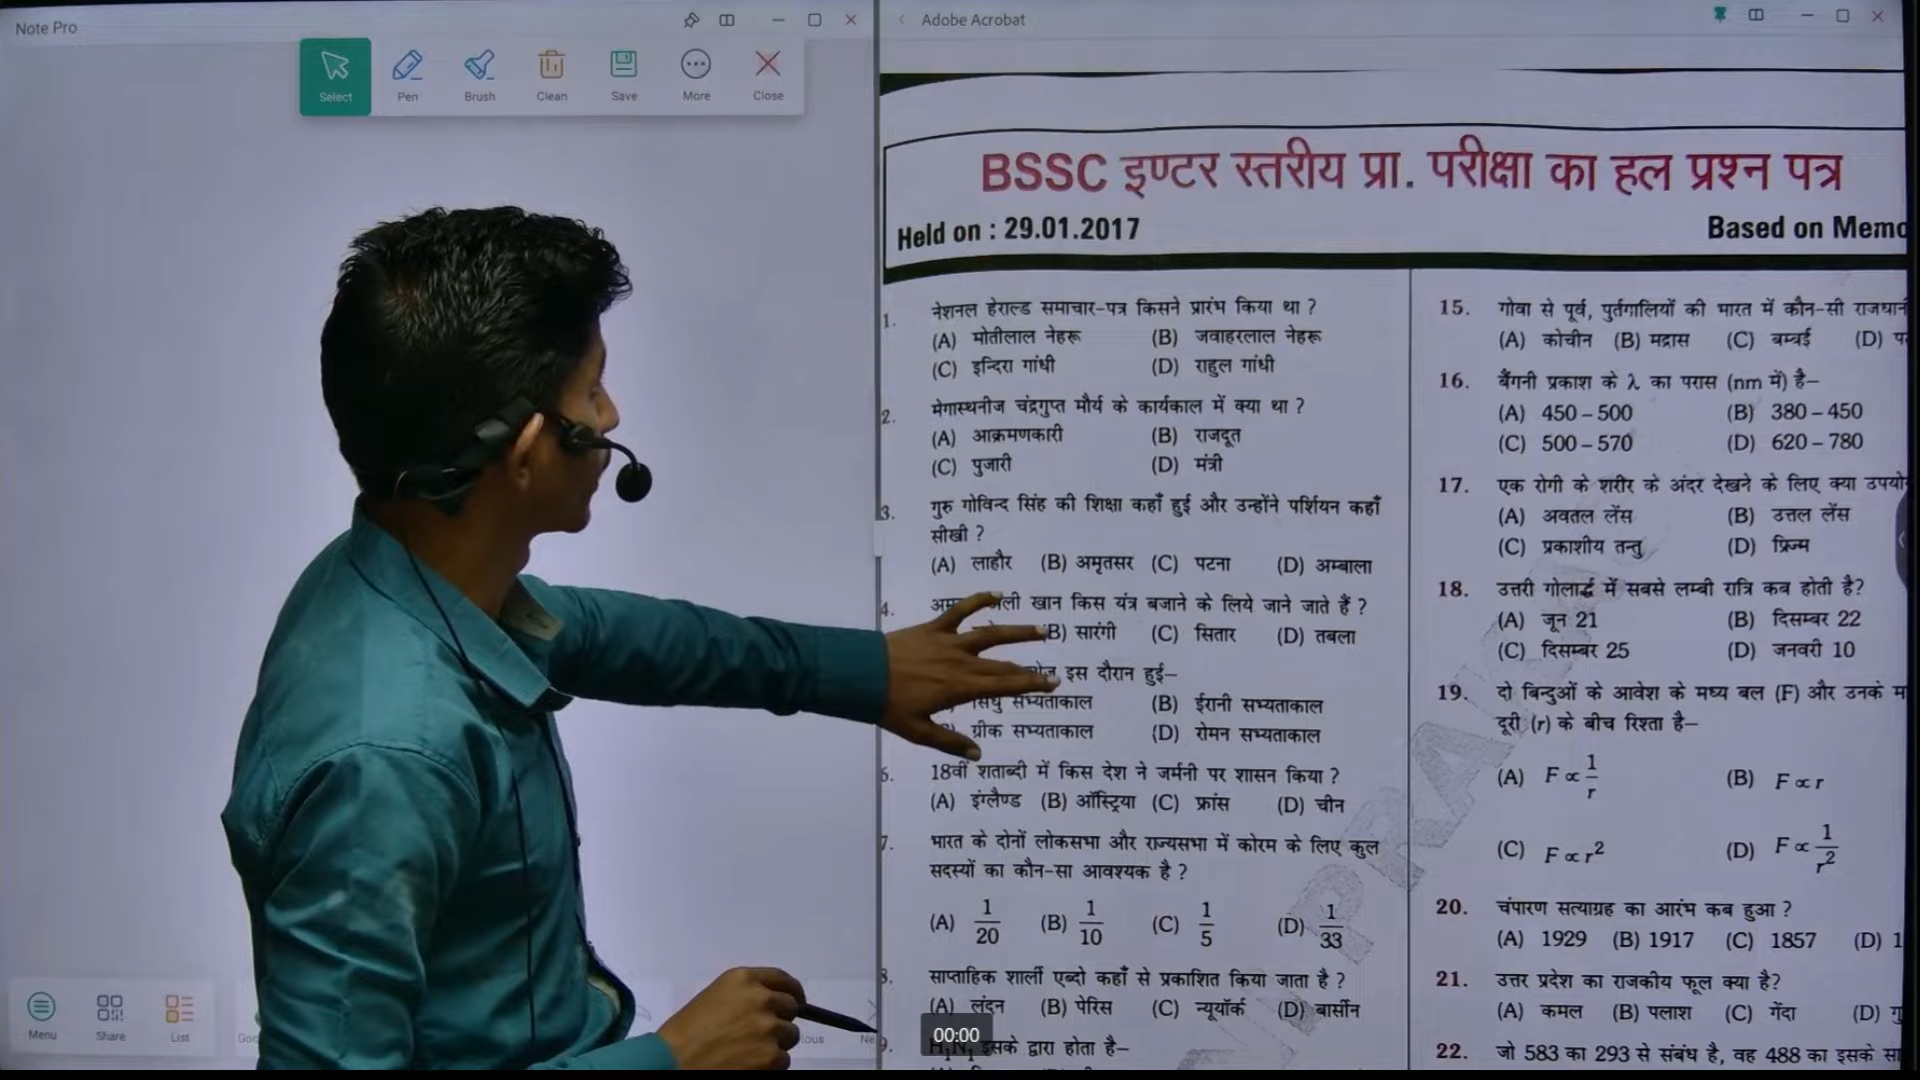 Note Pro
Select
Pen
Brush
Clean
Save
More
Close
Adobe Acrobat
BSSC इण्टर स्तरीय प्रा. परीक्षा का हल प्रश्न पत्र
Held on : 29.01.2017
Based on Memo
1. नेशनल हेराल्ड समाचार-पत्र किसने प्रारंभ किया था ?
(A) मोतीलाल नेहरू (B) जवाहरलाल नेहरू
(C) इन्दिरा गांधी (D) राहुल गांधी
2. मेगास्थनीज चंद्रगुप्त मौर्य के कार्यकाल में क्या था ?
(A) आक्रमणकारी (B) राजदूत
(C) पुजारी (D) मंत्री
3. गुरु गोविन्द सिंह की शिक्षा कहाँ हुई और उन्होंने पर्शियन कहाँ
सीखी ?
(A) लाहौर (B) अमृतसर (C) पटना (D) अम्बाला
4. खान किस यंत्र बजाने के लिये जाने जाते हैं ?
(B) सारंगी (C) सितार (D) तबला
इस दौरान हुई–
सिंधु सभ्यताकाल (B) ईरानी सभ्यताकाल
ग्रीक सभ्यताकाल (D) रोमन सभ्यताकाल
6. 18वीं शताब्दी में किस देश ने जर्मनी पर शासन किया ?
(A) इंग्लैण्ड (B) ऑस्ट्रिया (C) फ्रांस (D) चीन
7. भारत के दोनों लोकसभा और राज्यसभा में कोरम के लिए कुल
सदस्यों का कौन-सा आवश्यक है ?
(A) 1/20 (B) 1/10 (C) 1/5 (D) 1/33
8. साप्ताहिक शार्ली एब्दो कहाँ से प्रकाशित किया जाता है ?
(A) लंदन (B) पेरिस (C) न्यूयॉर्क (D) बार्सीन
9. H₁N₁ इसके द्वारा होता है–
15. गोवा से पूर्व, पुर्तगालियों की भारत में कौन-सी राजधानी
(A) कोचीन (B) मद्रास (C) बम्बई (D)
16. बैंगनी प्रकाश के λ का परास (nm में) है–
(A) 450 – 500 (B) 380 – 450
(C) 500 – 570 (D) 620 – 780
17. एक रोगी के शरीर के अंदर देखने के लिए क्या उपयो
(A) अवतल लेंस (B) उत्तल लेंस
(C) प्रकाशीय तन्तु (D) प्रिज्म
18. उत्तरी गोलार्द्ध में सबसे लम्बी रात्रि कब होती है?
(A) जून 21 (B) दिसम्बर 22
(C) दिसम्बर 25 (D) जनवरी 10
19. दो बिन्दुओं के आवेश के मध्य बल (F) और उनके म
दूरी (r) के बीच रिश्ता है–
(A) F ∝ 1/r (B) F ∝ r
(C) F ∝ r² (D) F ∝ 1/r²
20. चंपारण सत्याग्रह का आरंभ कब हुआ ?
(A) 1929 (B) 1917 (C) 1857 (D) 1
21. उत्तर प्रदेश का राजकीय फूल क्या है?
(A) कमल (B) पलाश (C) गेंदा (D) गु
22. जो 583 का 293 से संबंध है, वह 488 का इसके सा
Menu
Share
List
00:00